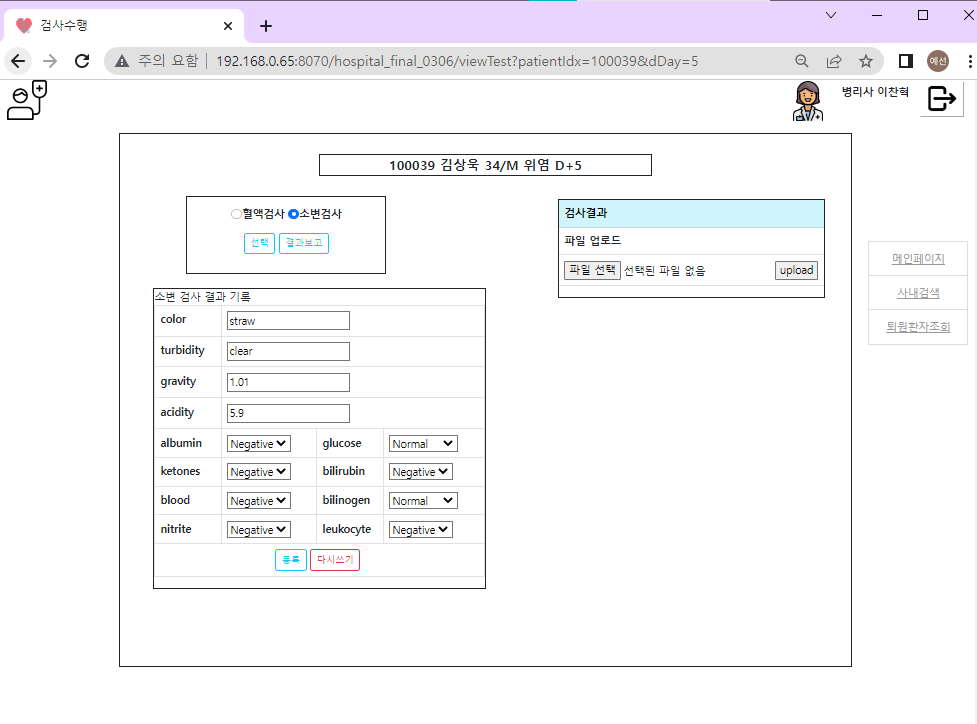 검사수행
주의 요함 192.168.0.65:8070/hospital_final_0306/viewTest?patientIdx=100039&dDay=5 예선
병리사 이찬혁
100039 김상욱 34/M 위염 D+5
혈액검사 소변검사
선택 결과보고
검사결과
파일 업로드
파일 선택 선택된 파일 없음 upload
메인페이지
사내검색
퇴원환자조회
소변 검사 결과 기록
color straw
turbidity clear
gravity 1.01
acidity 5.9
albumin Negative glucose Normal
ketones Negative bilirubin Negative
blood Negative bilinogen Normal
nitrite Negative leukocyte Negative
등록 다시쓰기